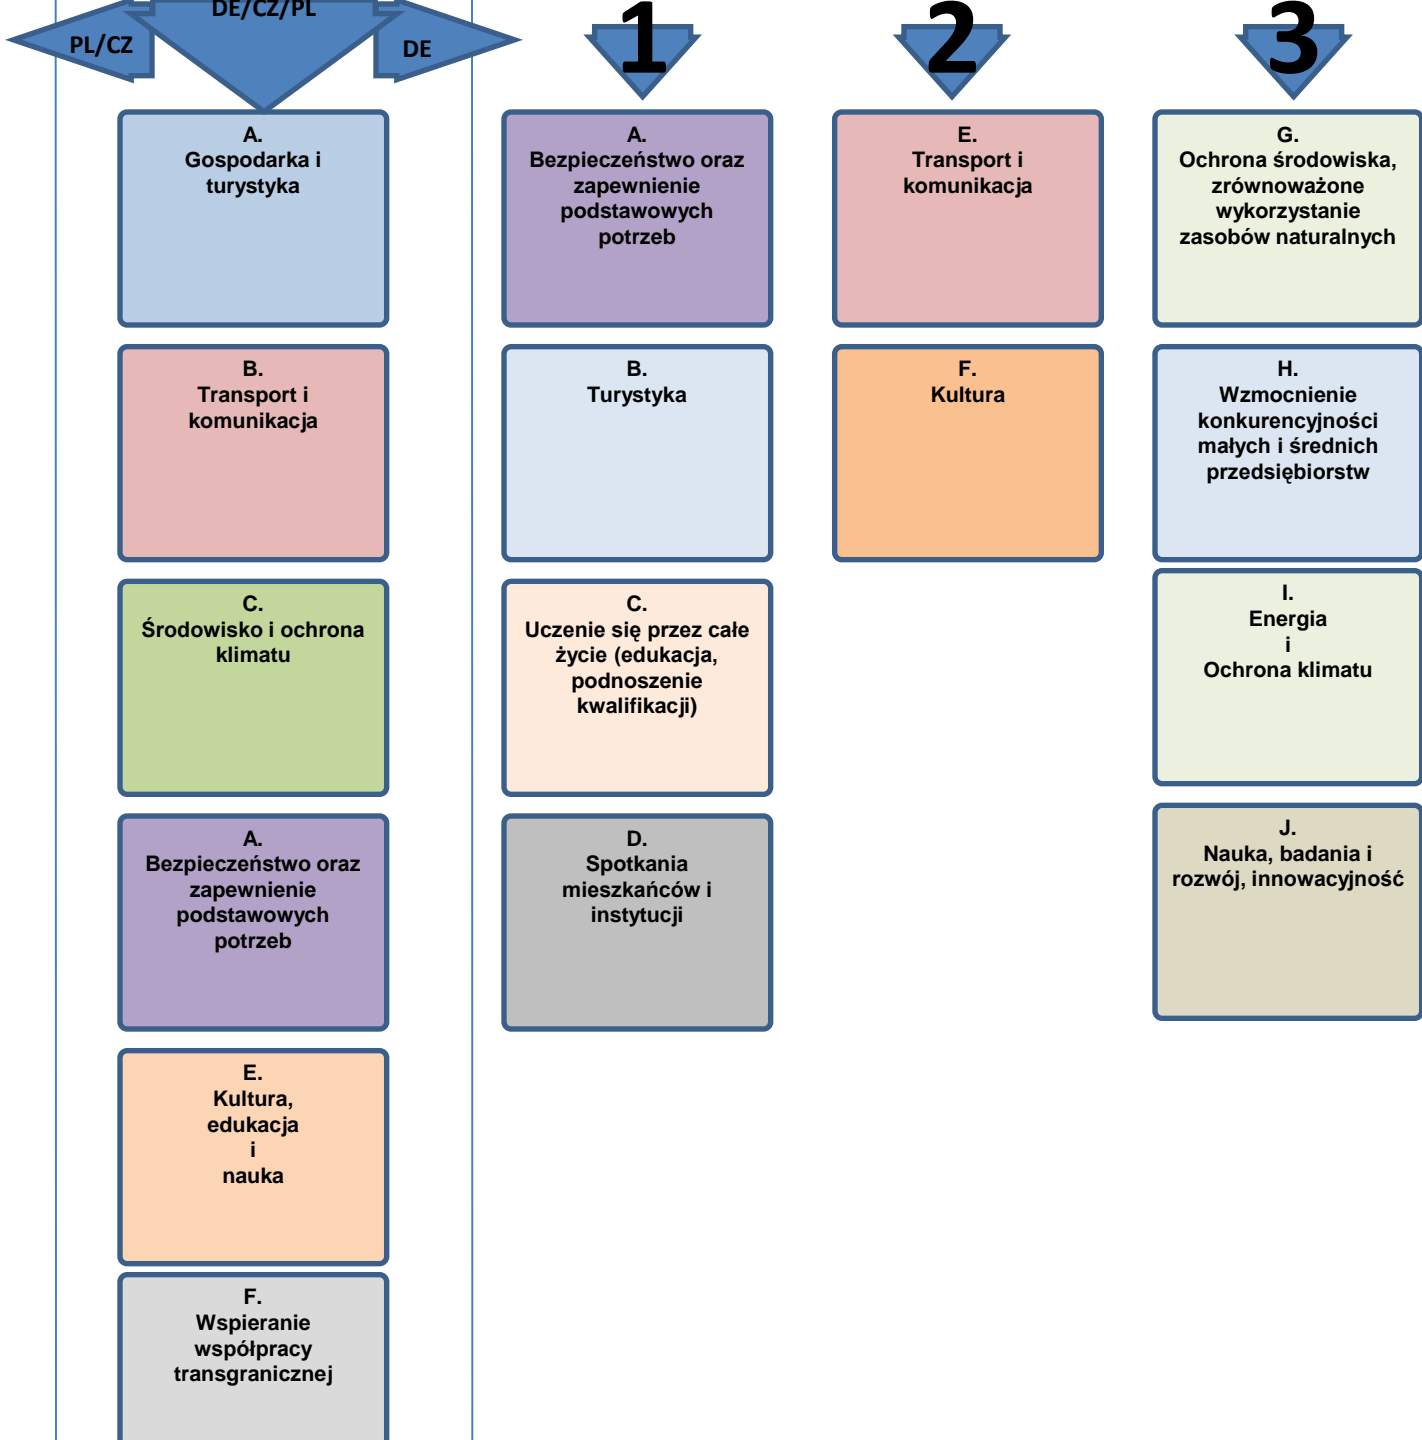 DE/CZ/PL
PL/CZ
DE
A.
Gospodarka i
turystyka
B.
Transport i
komunikacja
C.
Środowisko i ochrona
klimatu
A.
Bezpieczeństwo oraz
zapewnienie
podstawowych
potrzeb
E.
Kultura,
edukacja
i
nauka
F.
Wspieranie
współpracy
transgranicznej
1
A.
Bezpieczeństwo oraz
zapewnienie
podstawowych
potrzeb
B.
Turystyka
C.
Uczenie się przez całe
życie (edukacja,
podnoszenie
kwalifikacji)
D.
Spotkania
mieszkańców i
instytucji
2
E.
Transport i
komunikacja
F.
Kultura
3
G.
Ochrona środowiska,
zrównoważone
wykorzystanie
zasobów naturalnych
H.
Wzmocnienie
konkurencyjności
małych i średnich
przedsiębiorstw
I.
Energia
i
Ochrona klimatu
J.
Nauka, badania i
rozwój, innowacyjność